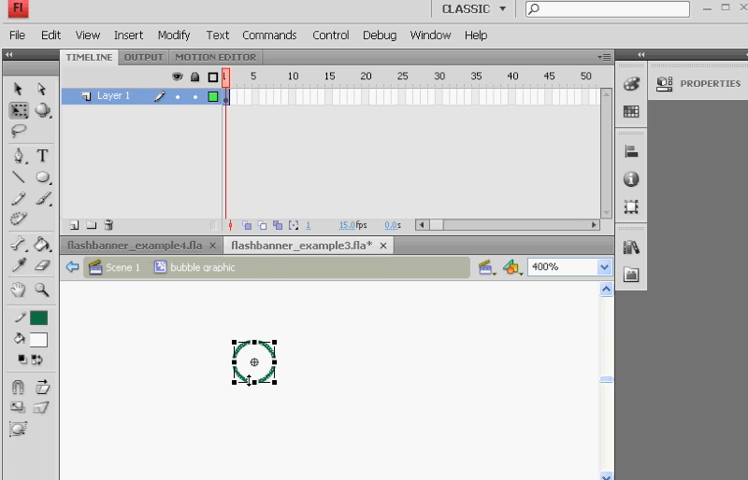 Fl
CLASSIC
File Edit View Insert Modify Text Commands Control Debug Window Help
TIMELINE OUTPUT MOTION EDITOR
PROPERTIES
1 5 10 15 20 25 30 35 40 45 50
Layer 1
1 15.0fps 0.0s
flashbanner_example4.fla × flashbanner_example3.fla* ×
Scene 1 bubble graphic 400%
T